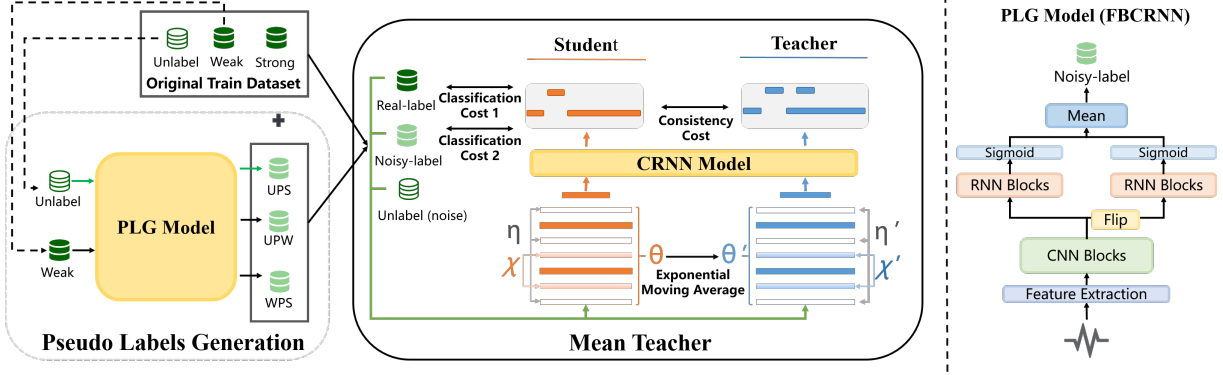 Unlabel
Weak
Strong
Original Train Dataset
+
Unlabel
Weak
PLG Model
UPS
UPW
WPS
Pseudo Labels Generation
Student
Teacher
Real-label
Noisy-label
Unlabel (noise)
Classification
Cost 1
Classification
Cost 2
Consistency
Cost
CRNN Model
η
χ
θ
Exponential
Moving Average
θ′
η′
χ′
Mean Teacher
PLG Model (FBCRNN)
Noisy-label
Mean
Sigmoid
Sigmoid
RNN Blocks
RNN Blocks
Flip
CNN Blocks
Feature Extraction